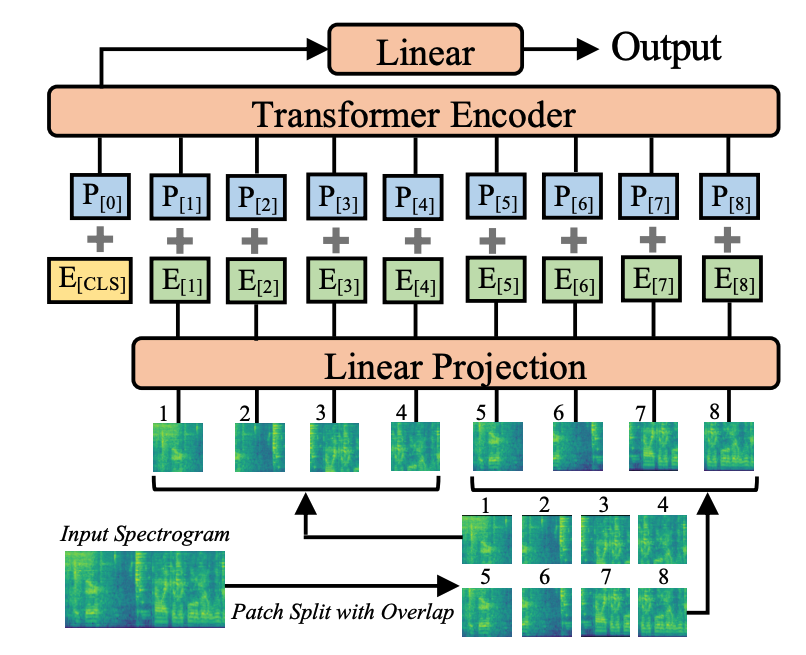 Linear
Output
Transformer Encoder
P[0] P[1] P[2] P[3] P[4] P[5] P[6] P[7] P[8]
+ + + + + + + + +
E[CLS] E[1] E[2] E[3] E[4] E[5] E[6] E[7] E[8]
Linear Projection
1 2 3 4 5 6 7 8
1 2 3 4
Input Spectrogram
5 6 7 8
Patch Split with Overlap